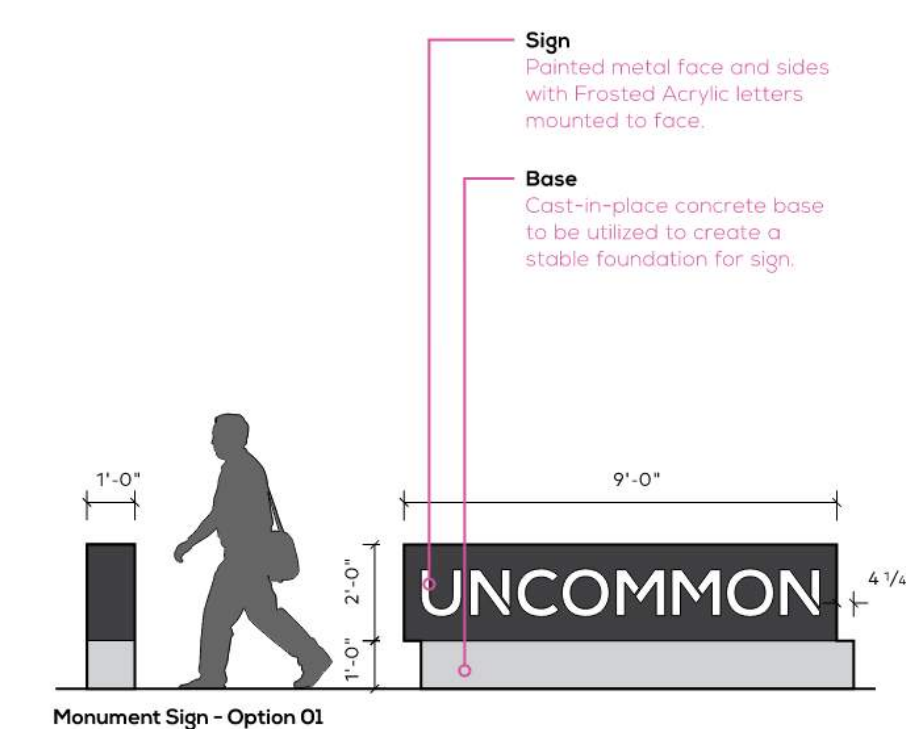 Sign
Painted metal face and sides
with Frosted Acrylic letters
mounted to face.
Base
Cast-in-place concrete base
to be utilized to create a
stable foundation for sign.
1'-0"
9'-0"
2'-0"
UNCOMMON
4 1/4
1'-0"
Monument Sign - Option 01